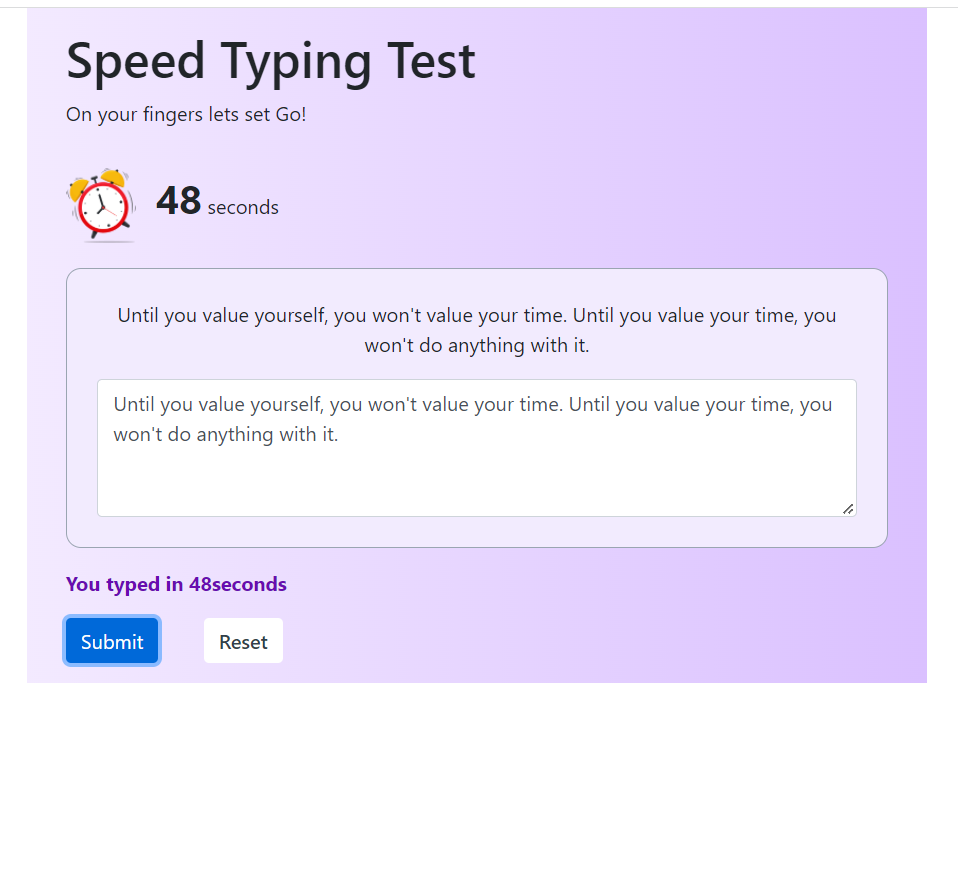 Speed Typing Test
On your fingers lets set Go!
48 seconds
Until you value yourself, you won't value your time. Until you value your time, you
won't do anything with it.
Until you value yourself, you won't value your time. Until you value your time, you
won't do anything with it.
You typed in 48seconds
Submit
Reset